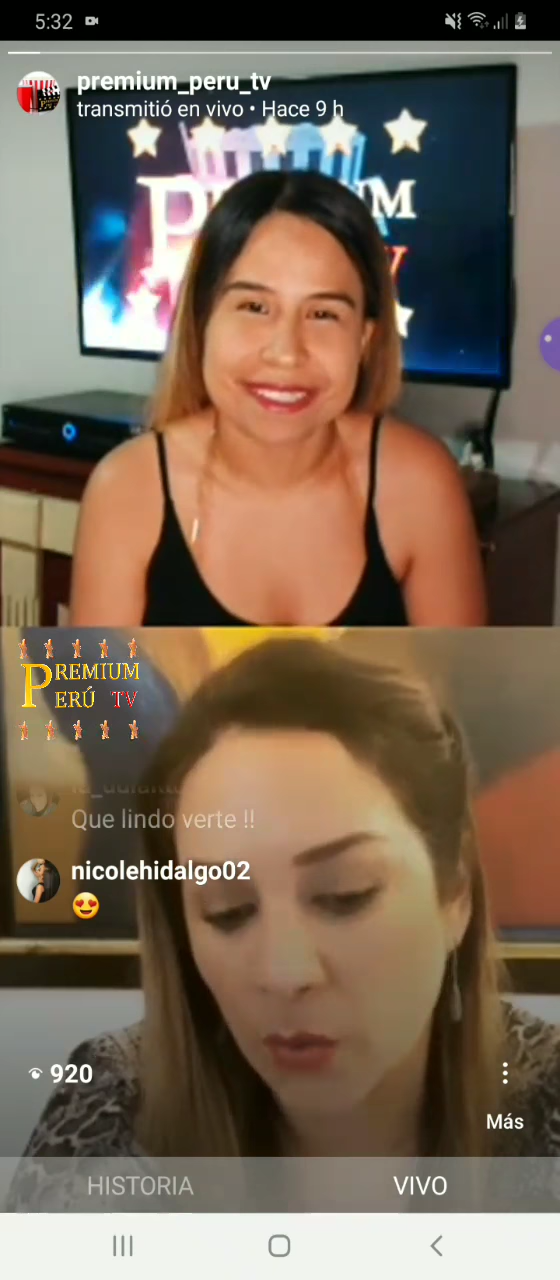 5:32
premium_peru_tv
transmitió en vivo • Hace 9 h
PREMIUM
PREMIUM
PERÚ TV
Que lindo verte !!
nicolehidalgo02
😍
920
Más
HISTORIA
VIVO